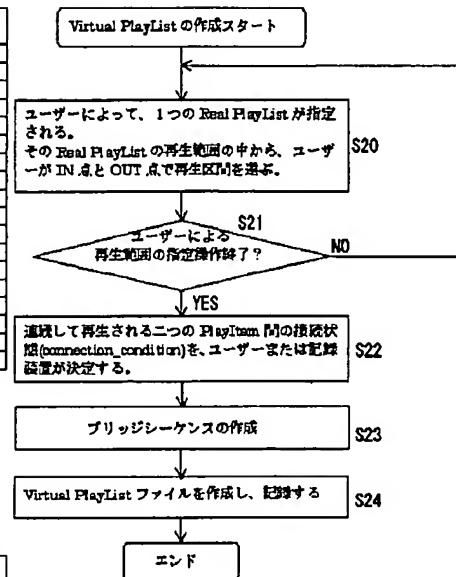 Virtual PlayList の作成スタート
ユーザーによって、1つの Real PlayList が指定
される。
その Real PlayList の再生範囲の中から、ユーザ
ーが IN 点と OUT 点で再生区間を選ぶ。
S20
S21
ユーザーによる
再生範囲の指定操作終了？
NO
YES
連続して再生される二つの PlayItem 間の接続状
態(connection_condition)を、ユーザーまたは記録
装置が決定する。
S22
ブリッジシーケンスの作成
S23
Virtual PlayList ファイルを作成し、記録する
S24
エンド